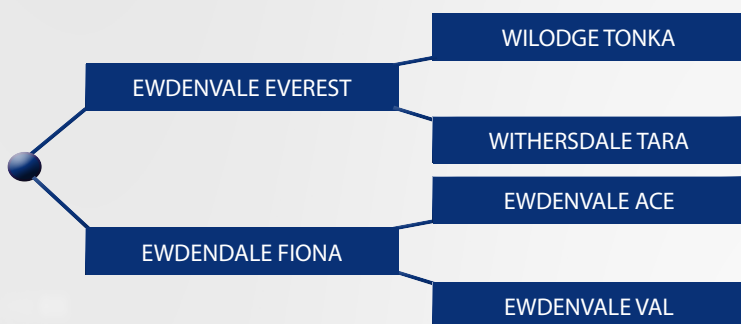 WILODGE TONKA
EWDENVALE EVEREST
WITHERSDALE TARA
EWDENVALE ACE
EWDENDALE FIONA
EWDENVALE VAL